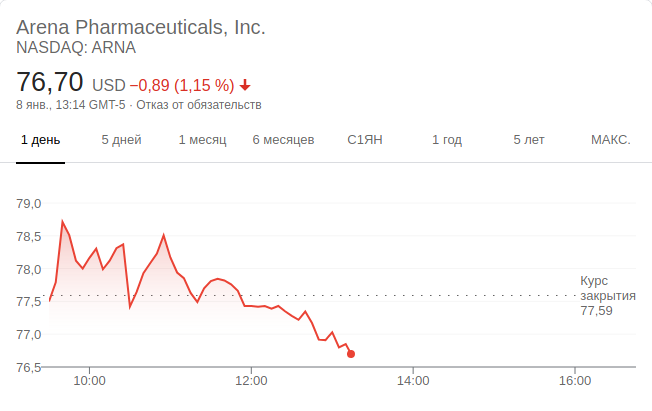 Arena Pharmaceuticals, Inc.
NASDAQ: ARNA
76,70 USD −0,89 (1,15 %)
8 янв., 13:14 GMT-5 · Отказ от обязательств
1 день 5 дней 1 месяц 6 месяцев С1ЯН 1 год 5 лет МАКС.
79,0
78,5
78,0
Курс
77,5 закрытия
77,59
77,0
76,5
10:00 12:00 14:00 16:00